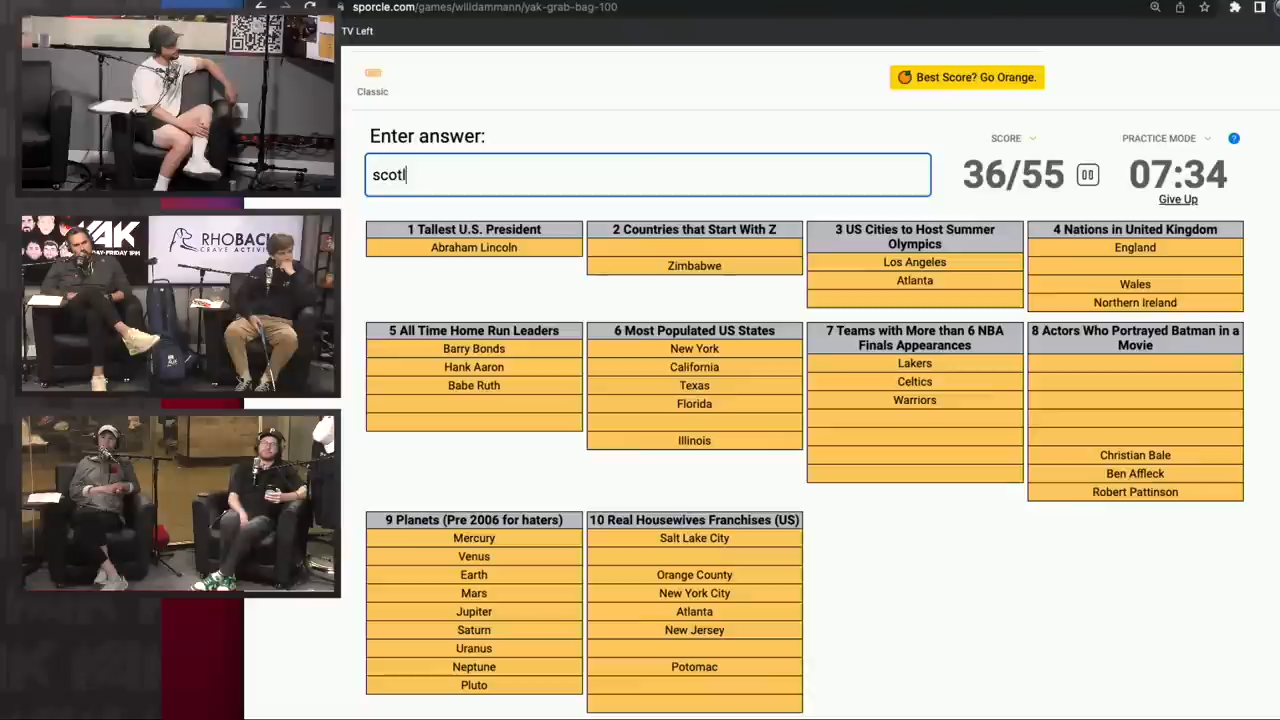 sporcle.com/games/willdammann/yak-grab-bag-100
TV Left
Classic
Best Score? Go Orange.
Enter answer:
scotl
SCORE
PRACTICE MODE
36/55
07:34
Give Up
1 Tallest U.S. President
Abraham Lincoln
2 Countries that Start With Z
Zimbabwe
3 US Cities to Host Summer
Olympics
Los Angeles
Atlanta
4 Nations in United Kingdom
England
Wales
Northern Ireland
5 All Time Home Run Leaders
Barry Bonds
Hank Aaron
Babe Ruth
6 Most Populated US States
New York
California
Texas
Florida
Illinois
7 Teams with More than 6 NBA
Finals Appearances
Lakers
Celtics
Warriors
8 Actors Who Portrayed Batman in a
Movie
Christian Bale
Ben Affleck
Robert Pattinson
9 Planets (Pre 2006 for haters)
Mercury
Venus
Earth
Mars
Jupiter
Saturn
Uranus
Neptune
Pluto
10 Real Housewives Franchises (US)
Salt Lake City
Orange County
New York City
Atlanta
New Jersey
Potomac
YAK
DAY-FRIDAY 1PM
RHOBACK
CRAVE ACTIVI